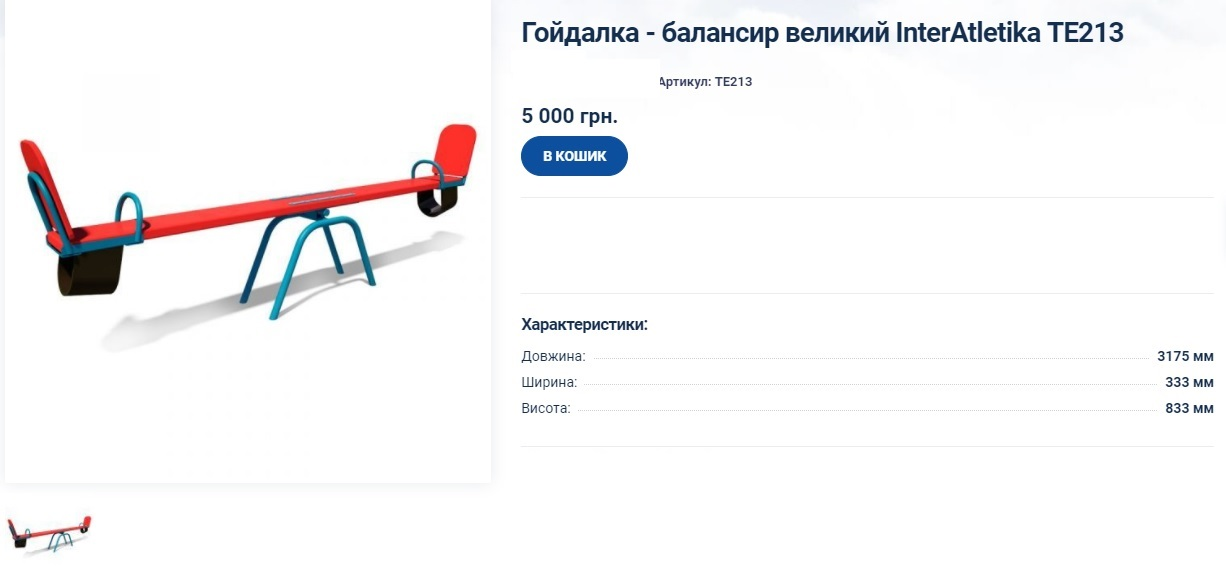 Гойдалка - балансир великий InterAtletika TE213
Артикул: TE213
5 000 грн.
В КОШИК
Характеристики:
Довжина: 3175 мм
Ширина: 333 мм
Висота: 833 мм